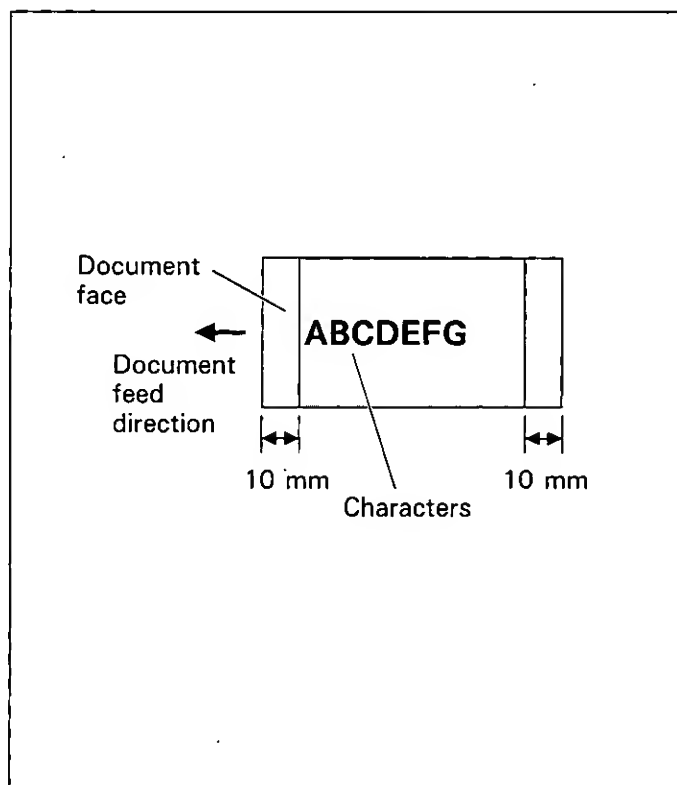 Document
face
ABCDEFG
Document
feed
direction
10 mm
10 mm
Characters